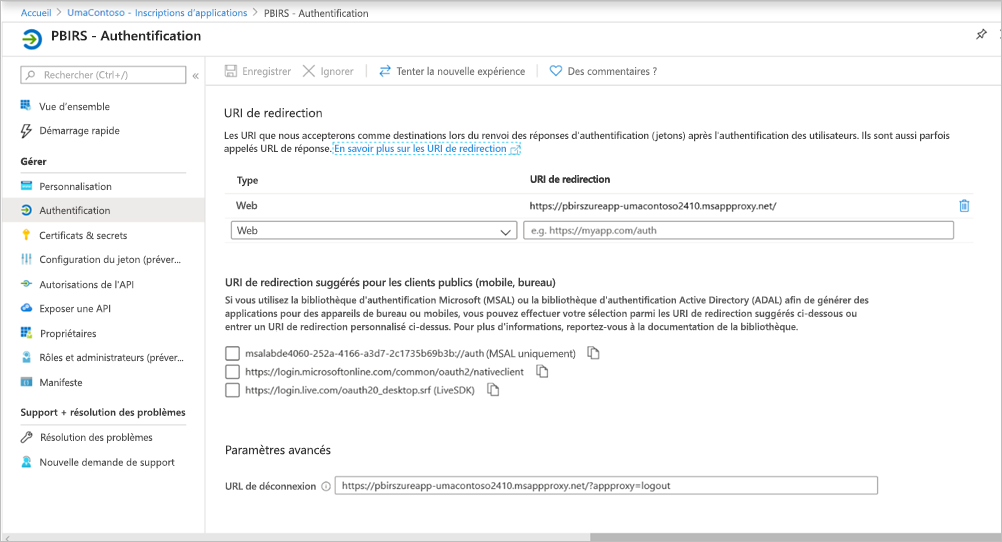 Accueil > UmaContoso - Inscriptions d'applications > PBIRS - Authentification
PBIRS - Authentification
Rechercher (Ctrl+/) «
Vue d'ensemble
Démarrage rapide
Gérer
Personnalisation
Authentification
Certificats & secrets
Configuration du jeton (préver...
Autorisations de l'API
Exposer une API
Propriétaires
Rôles et administrateurs (préver...
Manifeste
Support + résolution des problèmes
Résolution des problèmes
Nouvelle demande de support
Enregistrer Ignorer Tenter la nouvelle expérience Des commentaires ?
URI de redirection
Les URI que nous accepterons comme destinations lors du renvoi des réponses d'authentification (jetons) après l'authentification des utilisateurs. Ils sont aussi parfois
appelés URL de réponse. En savoir plus sur les URI de redirection
Type URI de redirection
Web https://pbirszureapp-umacontoso2410.msappproxy.net/
Web e.g. https://myapp.com/auth
URI de redirection suggérés pour les clients publics (mobile, bureau)
Si vous utilisez la bibliothèque d'authentification Microsoft (MSAL) ou la bibliothèque d'authentification Active Directory (ADAL) afin de générer des
applications pour des appareils de bureau ou mobiles, vous pouvez effectuer votre sélection parmi les URI de redirection suggérés ci-dessous ou
entrer un URI de redirection personnalisé ci-dessus. Pour plus d'informations, reportez-vous à la documentation de la bibliothèque.
msalabde4060-252a-4166-a3d7-2c1735b69b3b://auth (MSAL uniquement)
https://login.microsoftonline.com/common/oauth2/nativeclient
https://login.live.com/oauth20_desktop.srf (LiveSDK)
Paramètres avancés
URL de déconnexion https://pbirszureapp-umacontoso2410.msappproxy.net/?appproxy=logout